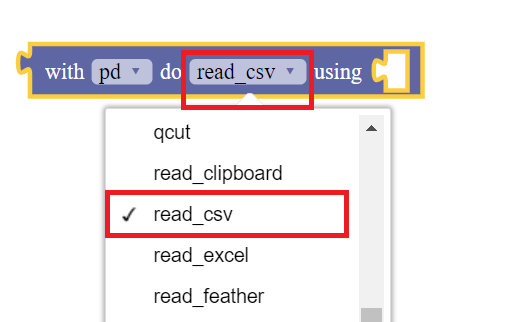 with pd do read_csv using
qcut
read_clipboard
read_csv
read_excel
read_feather